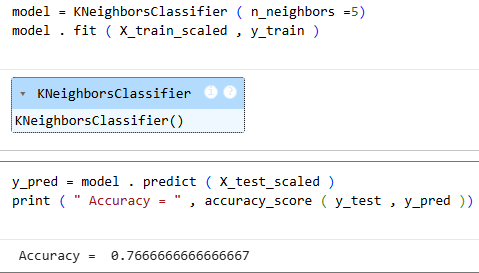 model = KNeighborsClassifier ( n_neighbors =5)
model . fit ( X_train_scaled , y_train )
▾ KNeighborsClassifier i ?
KNeighborsClassifier()
y_pred = model . predict ( X_test_scaled )
print ( " Accuracy = " , accuracy_score ( y_test , y_pred ))
Accuracy =  0.7666666666666667